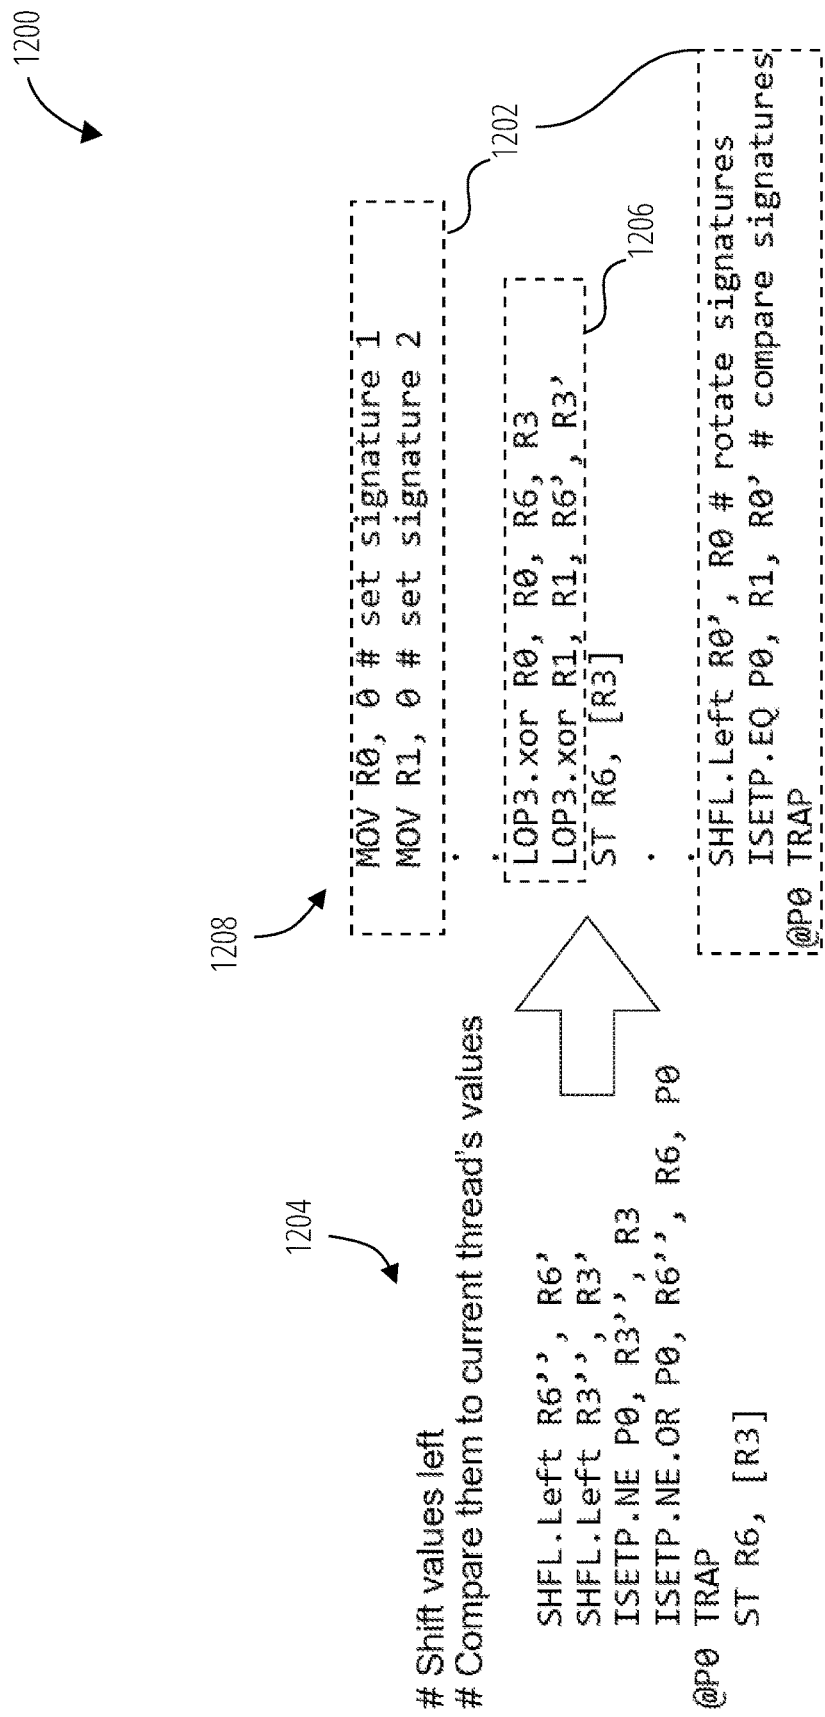 1200
1204
# Shift values left
# Compare them to current thread's values
SHFL.Left R6'', R6'
SHFL.Left R3'', R3'
ISETP.NE P0, R3'', R3
ISETP.NE.OR P0, R6'', R6, P0
@P0 TRAP
ST R6, [R3]
1208
MOV R0, 0 # set signature 1
MOV R1, 0 # set signature 2
1202
.
.
LOP3.xor R0, R0, R6, R3
LOP3.xor R1, R1, R6', R3'
1206
ST R6, [R3]
.
.
SHFL.Left R0', R0 # rotate signatures
ISETP.EQ P0, R1, R0' # compare signatures
@P0 TRAP